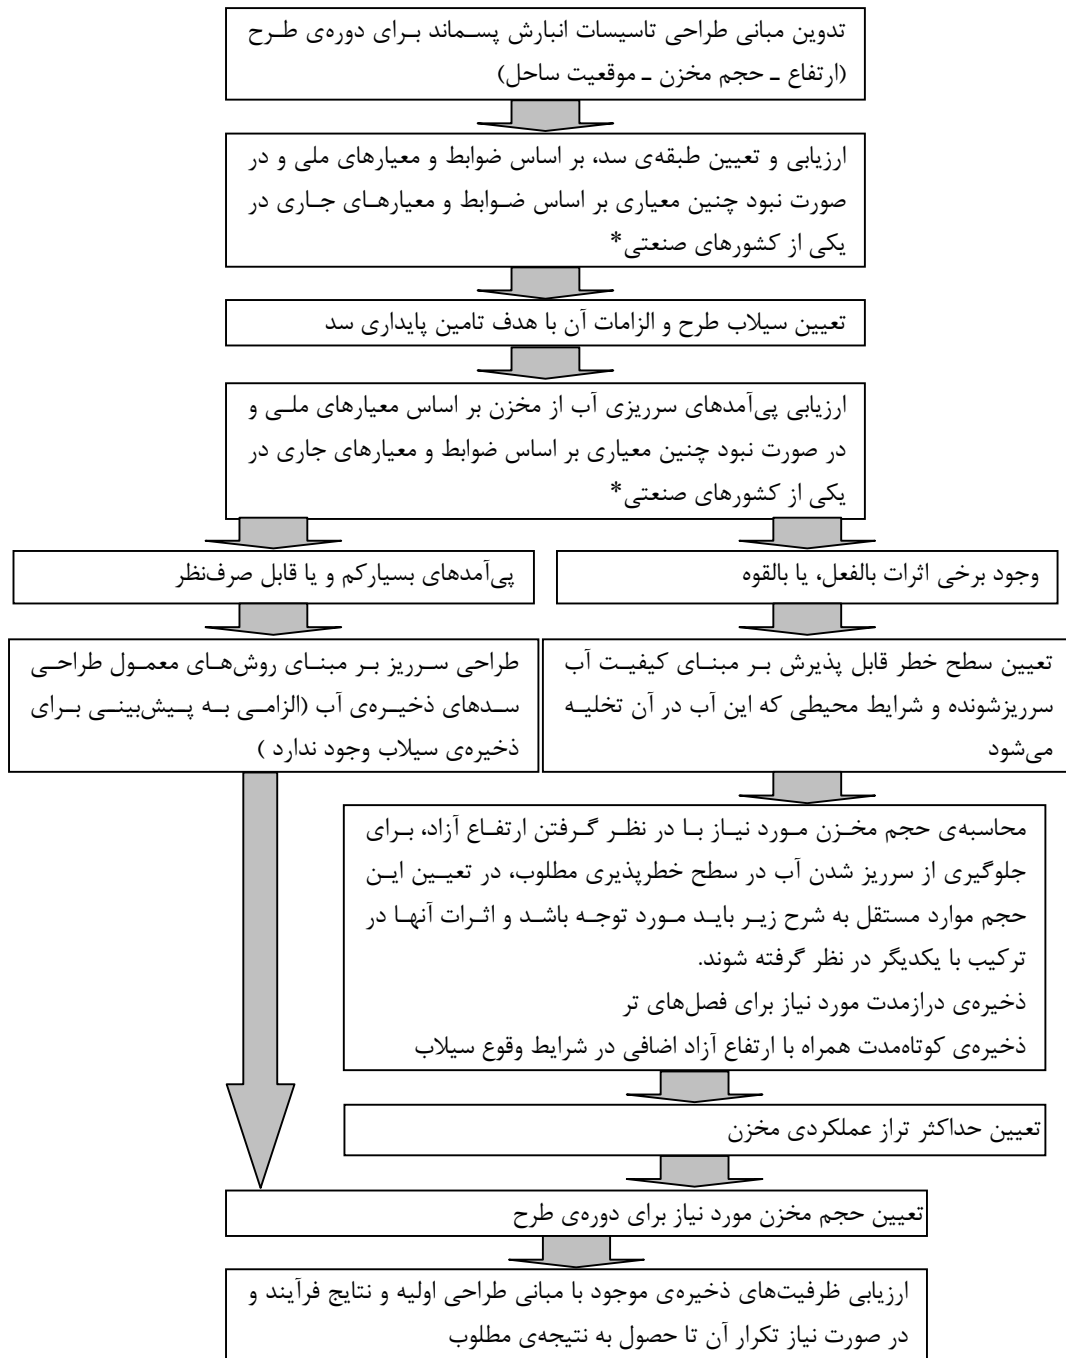 تدوین مبانی طراحی تاسیسات انبارش پسماند برای دوره‌ی طرح
(ارتفاع ـ حجم مخزن ـ موقعیت ساحل)
ارزیابی و تعیین طبقه‌ی سد، بر اساس ضوابط و معیارهای ملی و در
صورت نبود چنین معیاری بر اساس ضوابط و معیارهای جاری در
یکی از کشورهای صنعتی*
تعیین سیلاب طرح و الزامات آن با هدف تامین پایداری سد
ارزیابی پی‌آمدهای سرریزی آب از مخزن بر اساس معیارهای ملی و
در صورت نبود چنین معیاری بر اساس ضوابط و معیارهای جاری در
یکی از کشورهای صنعتی*
وجود برخی اثرات بالفعل، یا بالقوه
پی‌آمدهای بسیارکم و یا قابل صرف‌نظر
تعیین سطح خطر قابل پذیرش بر مبنای کیفیت آب
سرریزشونده و شرایط محیطی که این آب در آن تخلیه
می‌شود
طراحی سرریز بر مبنای روش‌های معمول طراحی
سدهای ذخیره‌ی آب (الزامی به پیش‌بینی برای
ذخیره‌ی سیلاب وجود ندارد )
محاسبه‌ی حجم مخزن مورد نیاز با در نظر گرفتن ارتفاع آزاد، برای
جلوگیری از سرریز شدن آب در سطح خطرپذیری مطلوب، در تعیین این
حجم موارد مستقل به شرح زیر باید مورد توجه باشد و اثرات آنها در
ترکیب با یکدیگر در نظر گرفته شوند.
ذخیره‌ی درازمدت مورد نیاز برای فصل‌های تر
ذخیره‌ی کوتاه‌مدت همراه با ارتفاع آزاد اضافی در شرایط وقوع سیلاب
تعیین حداکثر تراز عملکردی مخزن
تعیین حجم مخزن مورد نیاز برای دوره‌ی طرح
ارزیابی ظرفیت‌های ذخیره‌ی موجود با مبانی طراحی اولیه و نتایج فرآیند و
در صورت نیاز تکرار آن تا حصول به نتیجه‌ی مطلوب